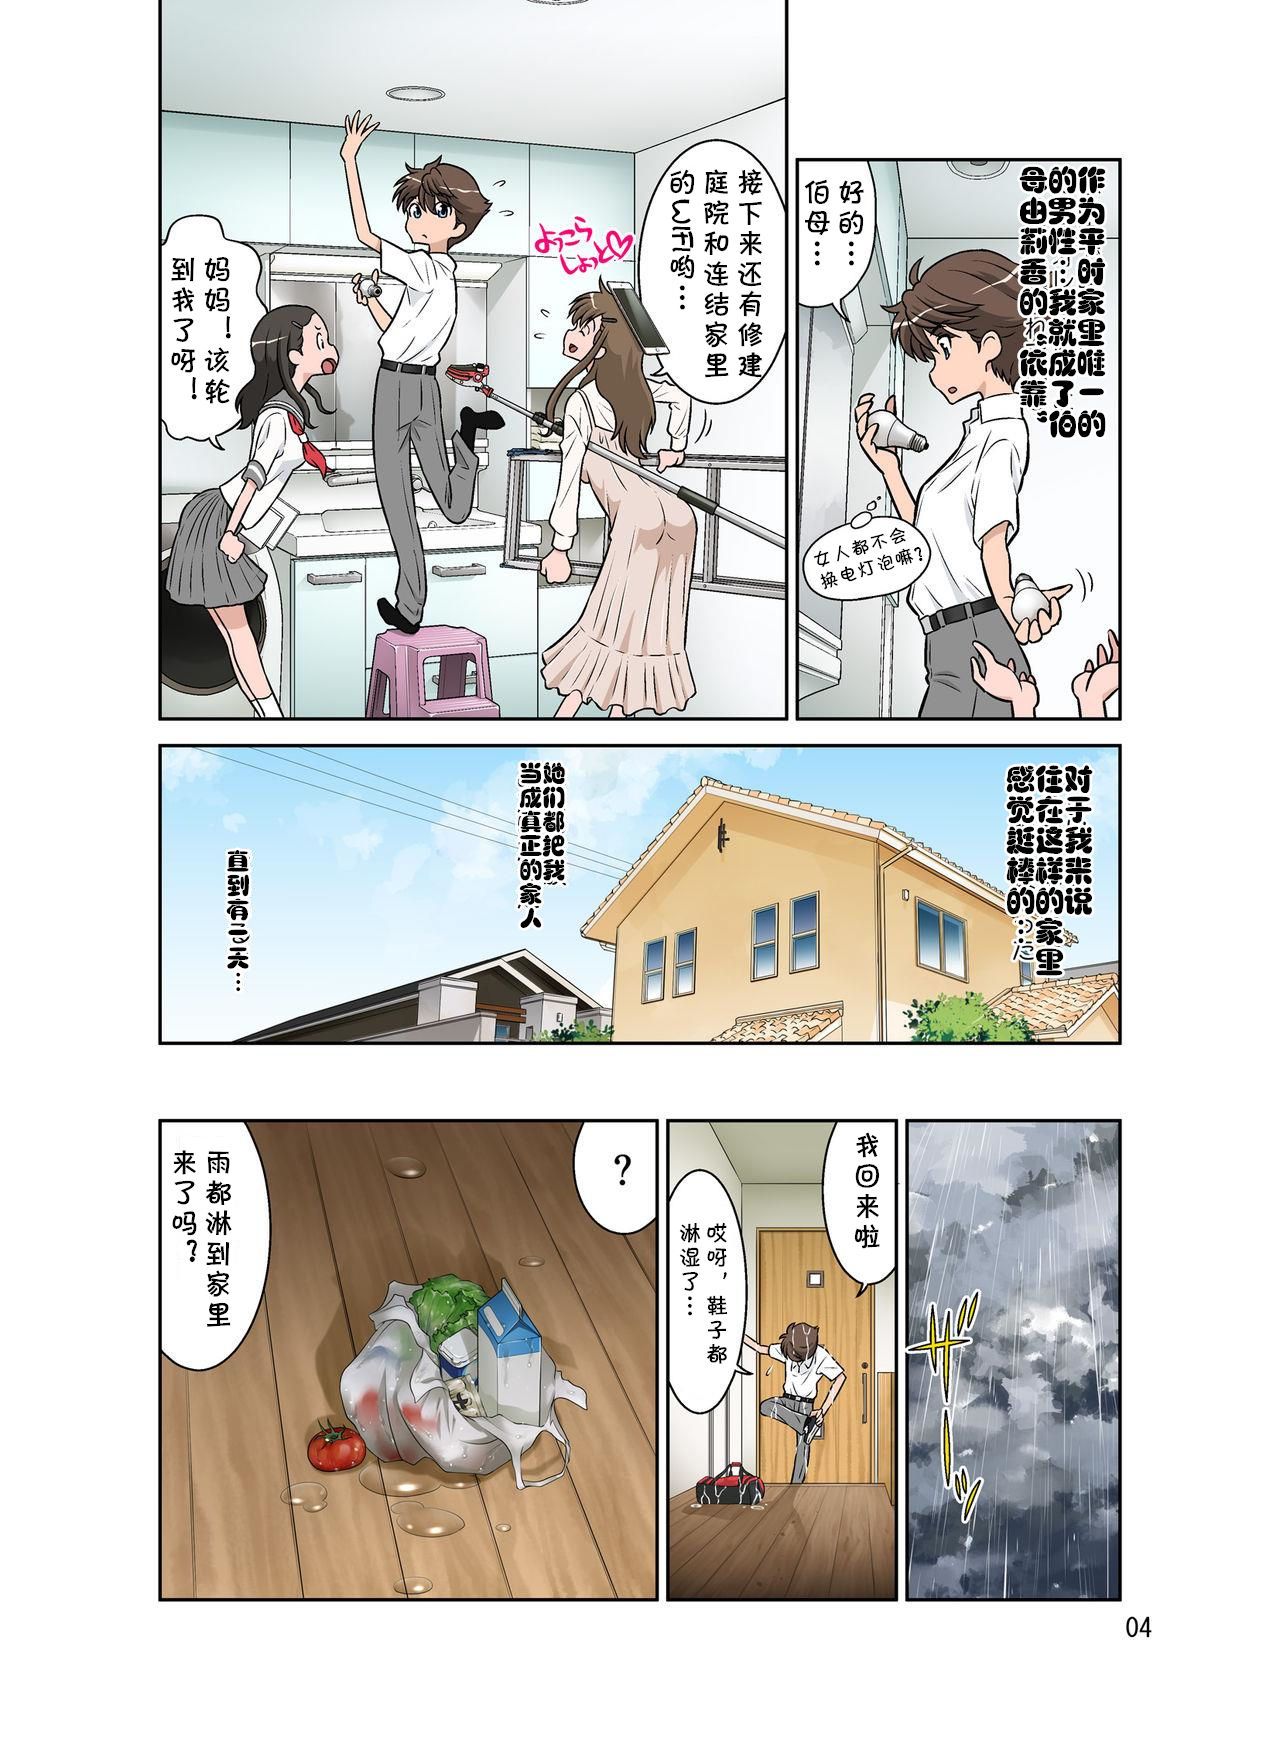 作为平时家里唯一的
的男性…我就成了伯
母由莉香的依靠
好的…
伯母…
女人都不会
换电灯泡嘛?
接下来还有修建
庭院和连结家里
的WIFI哟…
よっこら
しょっと♡
妈妈!该轮
到我了呀!
对于我来说
住在这样的家里
感觉挺棒的…
った
她们都把我
当成真正的家人
直到有一天…
ザーッ
我回来啦
哎呀,鞋子都
淋湿了…
?
雨都淋到家里
来了吗?
04